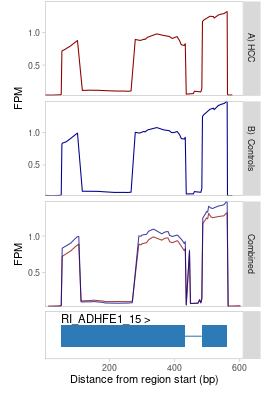 1.0
0.5
A) HCC
FPM
1.0
0.5
B): Controls
1.0
0.5
FPM
Combined
RI_ADHFE1_15 >
200
400
600
Distance from region start (bp)